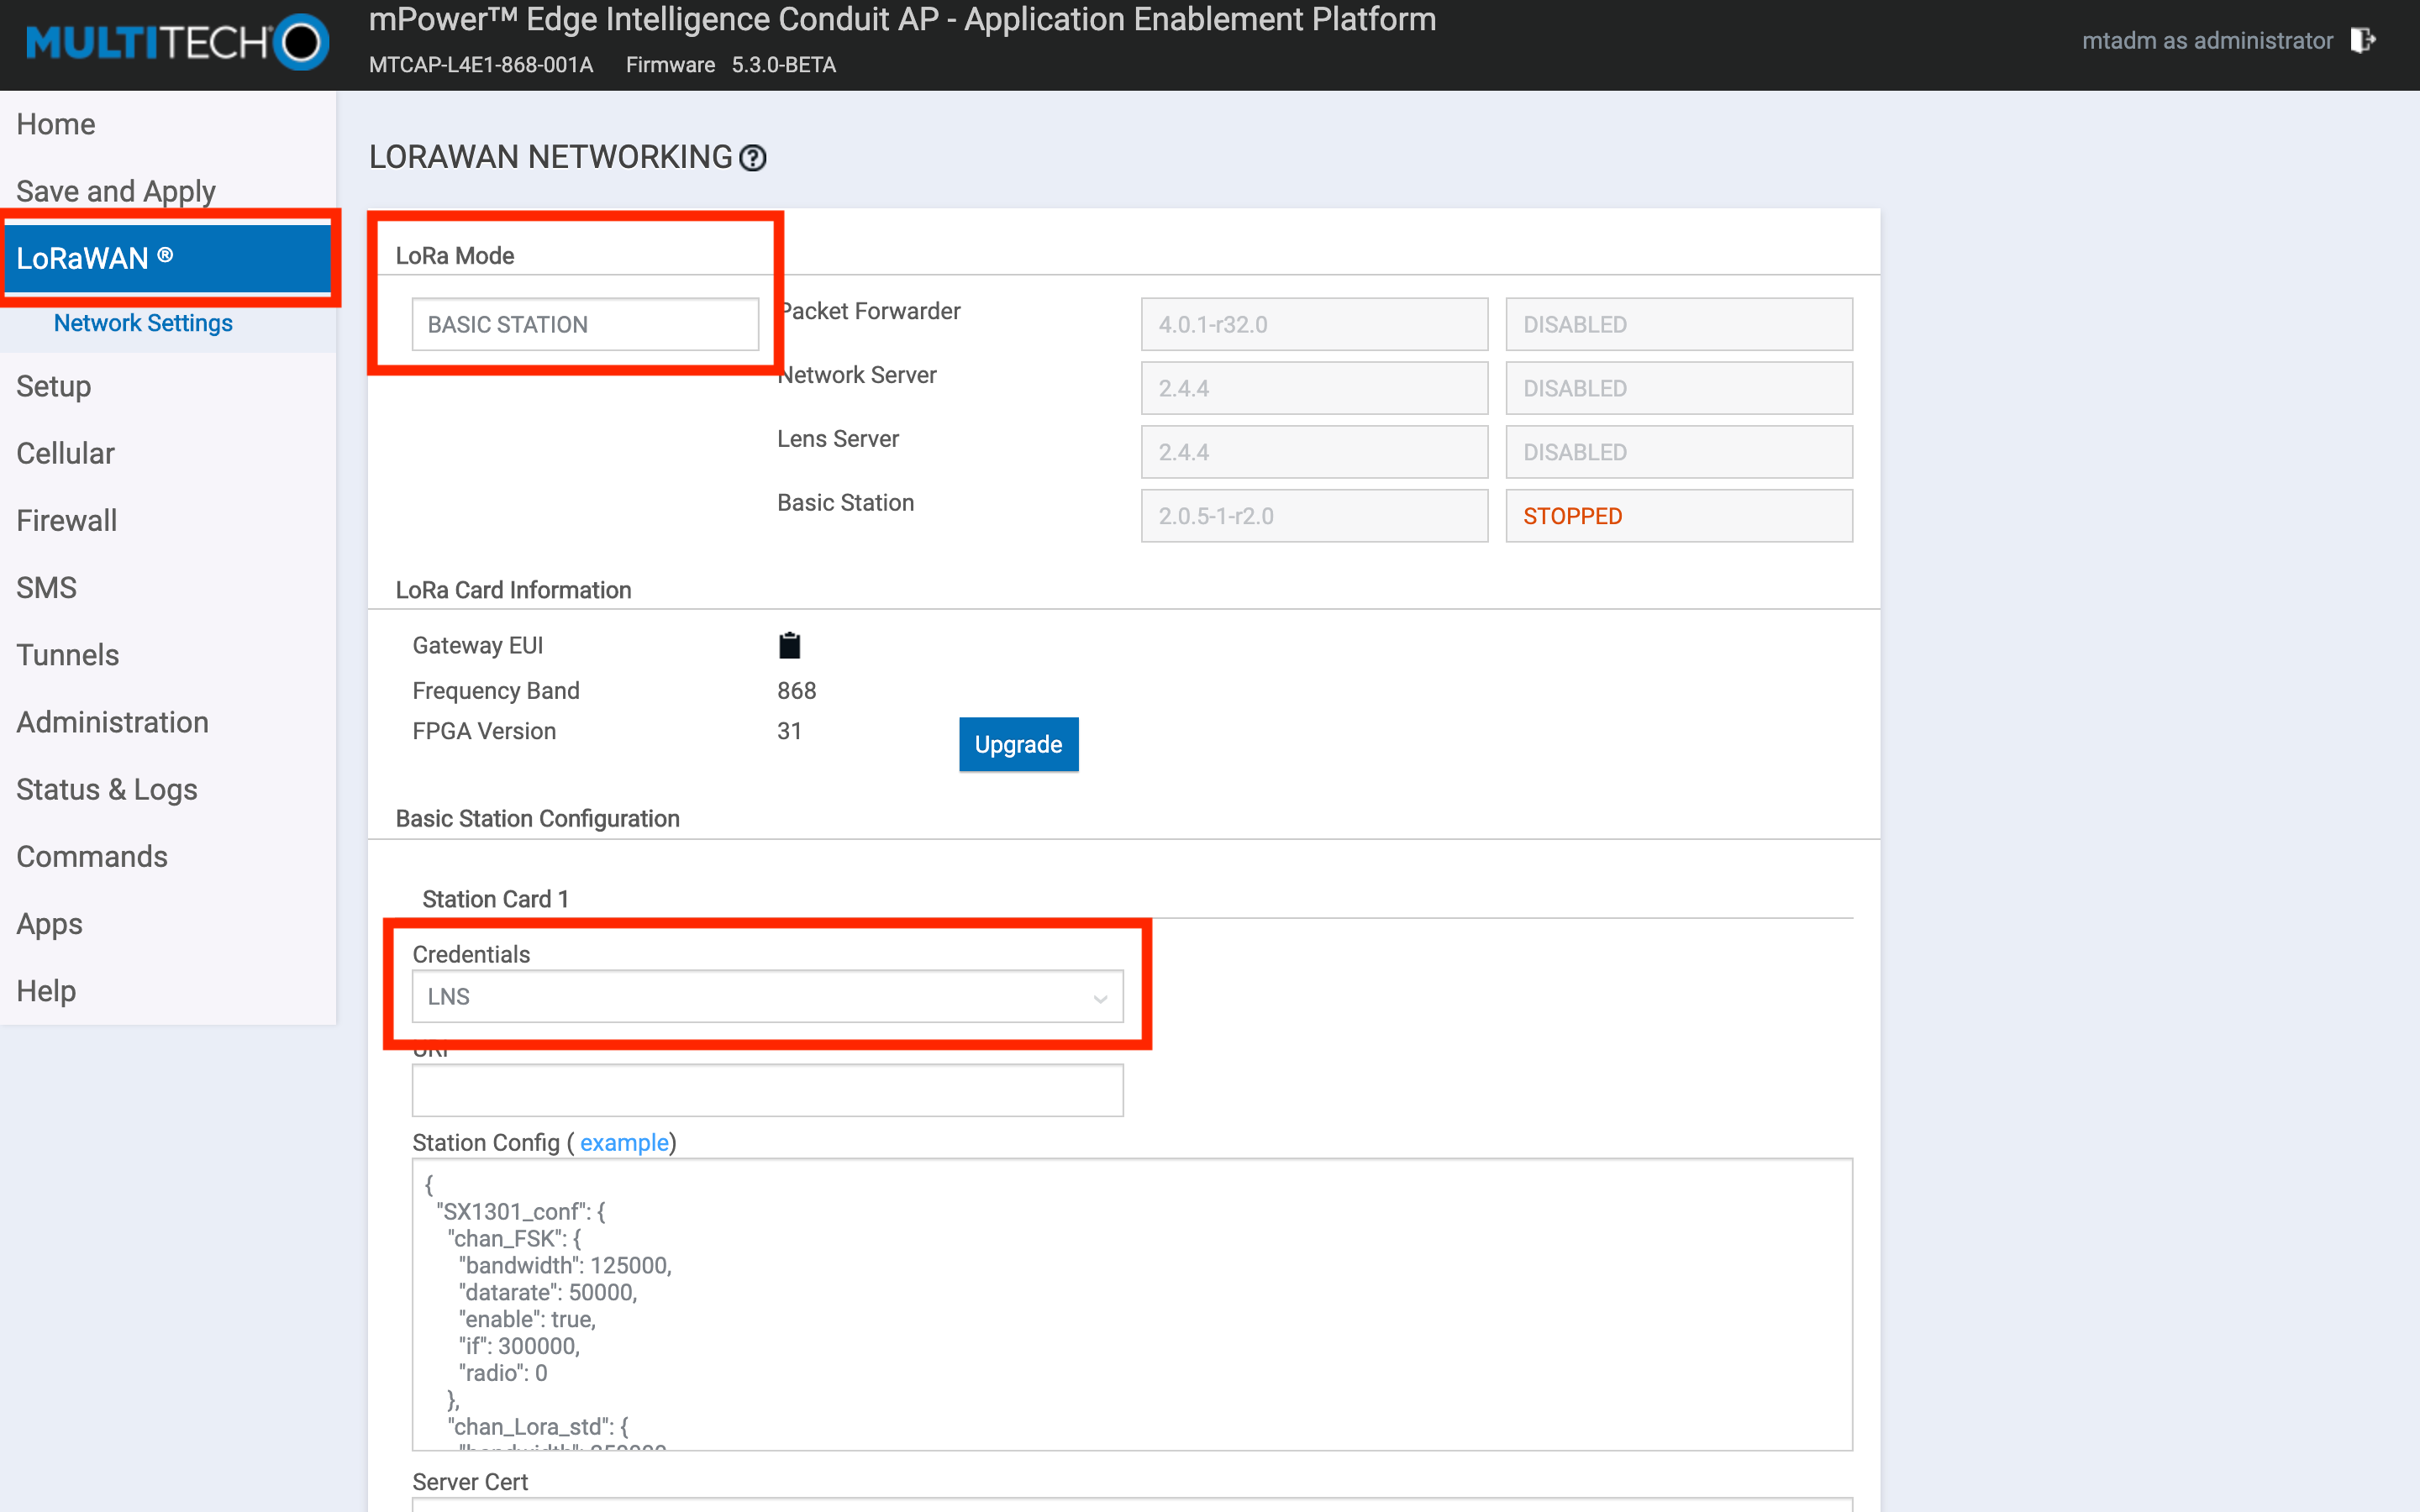 MULTITECH
mPower™ Edge Intelligence Conduit AP - Application Enablement Platform
MTCAP-L4E1-868-001A Firmware 5.3.0-BETA
mtadm as administrator
Home
Save and Apply
LoRaWAN ®
Network Settings
Setup
Cellular
Firewall
SMS
Tunnels
Administration
Status & Logs
Commands
Apps
Help
LORAWAN NETWORKING ?
LoRa Mode
BASIC STATION
Packet Forwarder 4.0.1-r32.0 DISABLED
Network Server 2.4.4 DISABLED
Lens Server 2.4.4 DISABLED
Basic Station 2.0.5-1-r2.0 STOPPED
LoRa Card Information
Gateway EUI
Frequency Band 868
FPGA Version 31
Upgrade
Basic Station Configuration
Station Card 1
Credentials
LNS
URI
Station Config ( example)
{
"SX1301_conf": {
"chan_FSK": {
"bandwidth": 125000,
"datarate": 50000,
"enable": true,
"if": 300000,
"radio": 0
},
"chan_Lora_std": {
"bandwidth": 250000
Server Cert